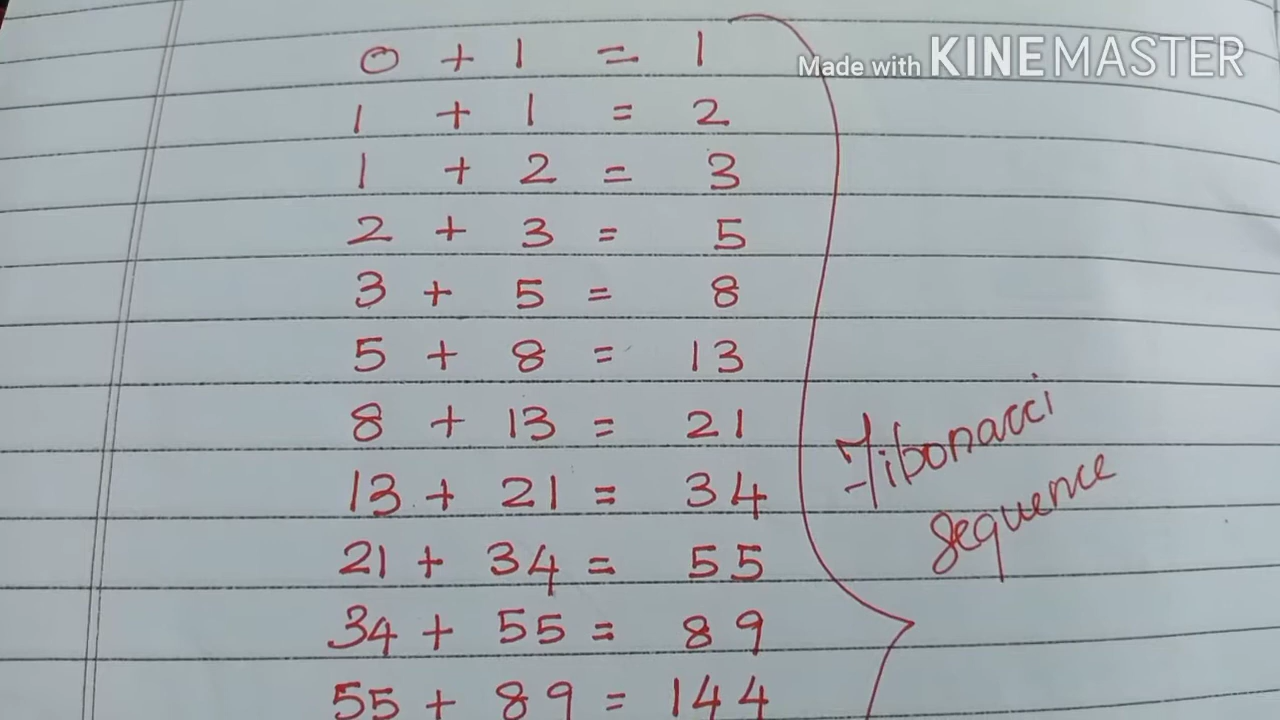 0 + 1 = 1
Made with KINEMASTER
1 + 1 = 2
1 + 2 = 3
2 + 3 = 5
3 + 5 = 8
5 + 8 = 13
8 + 13 = 21
13 + 21 = 34
21 + 34 = 55
34 + 55 = 89
55 + 89 = 144
Fibonacci
sequence